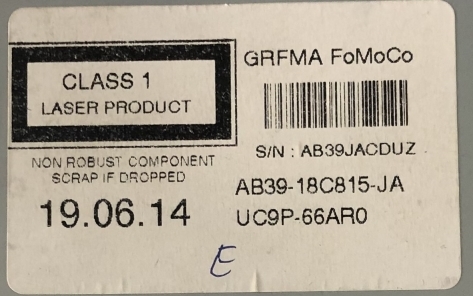 CLASS 1
LASER PRODUCT
NON ROBUST COMPONENT
SCRAP IF DROPPED
19.06.14
GRFMA FoMoCo
S/N : AB39JACDUZ
AB39-18C815-JA
UC9P-66AR0
E